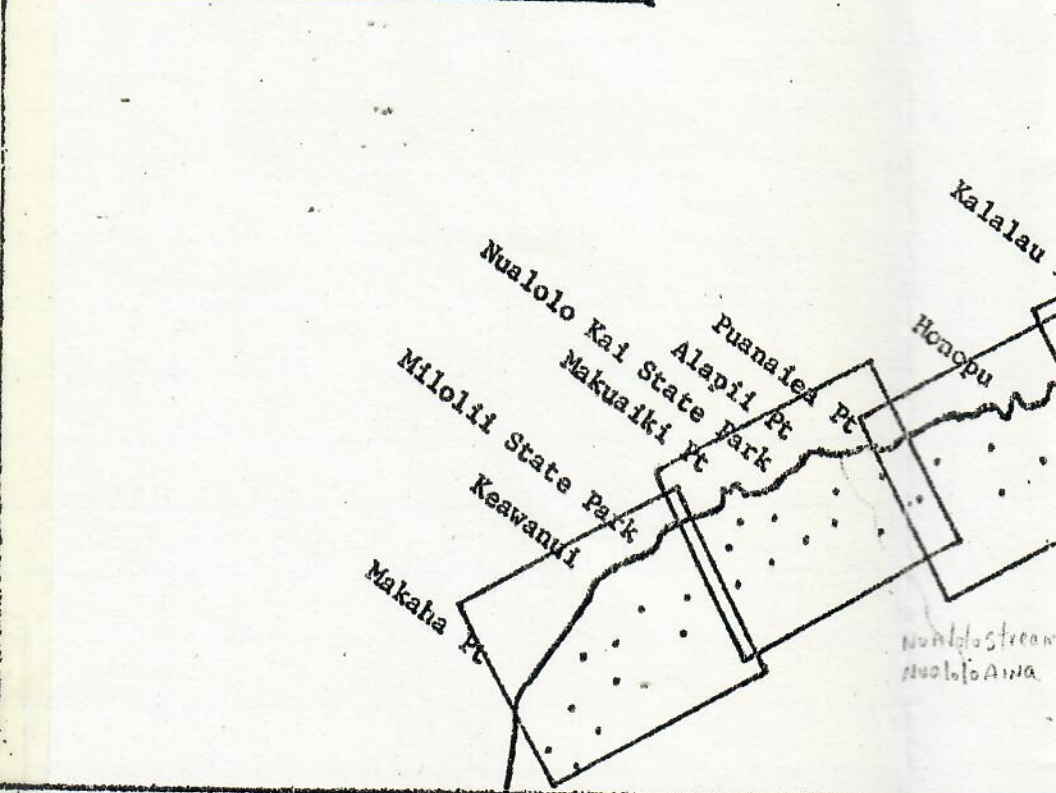 Kalalau
Honopu
Puanaiea Pt
Alapii Pt
Nualolo Kai State Park
Makuaiki Pt
Milolii State Park
Keawanui
Makaha Pt
Nualolo stream
Nualolo Aina